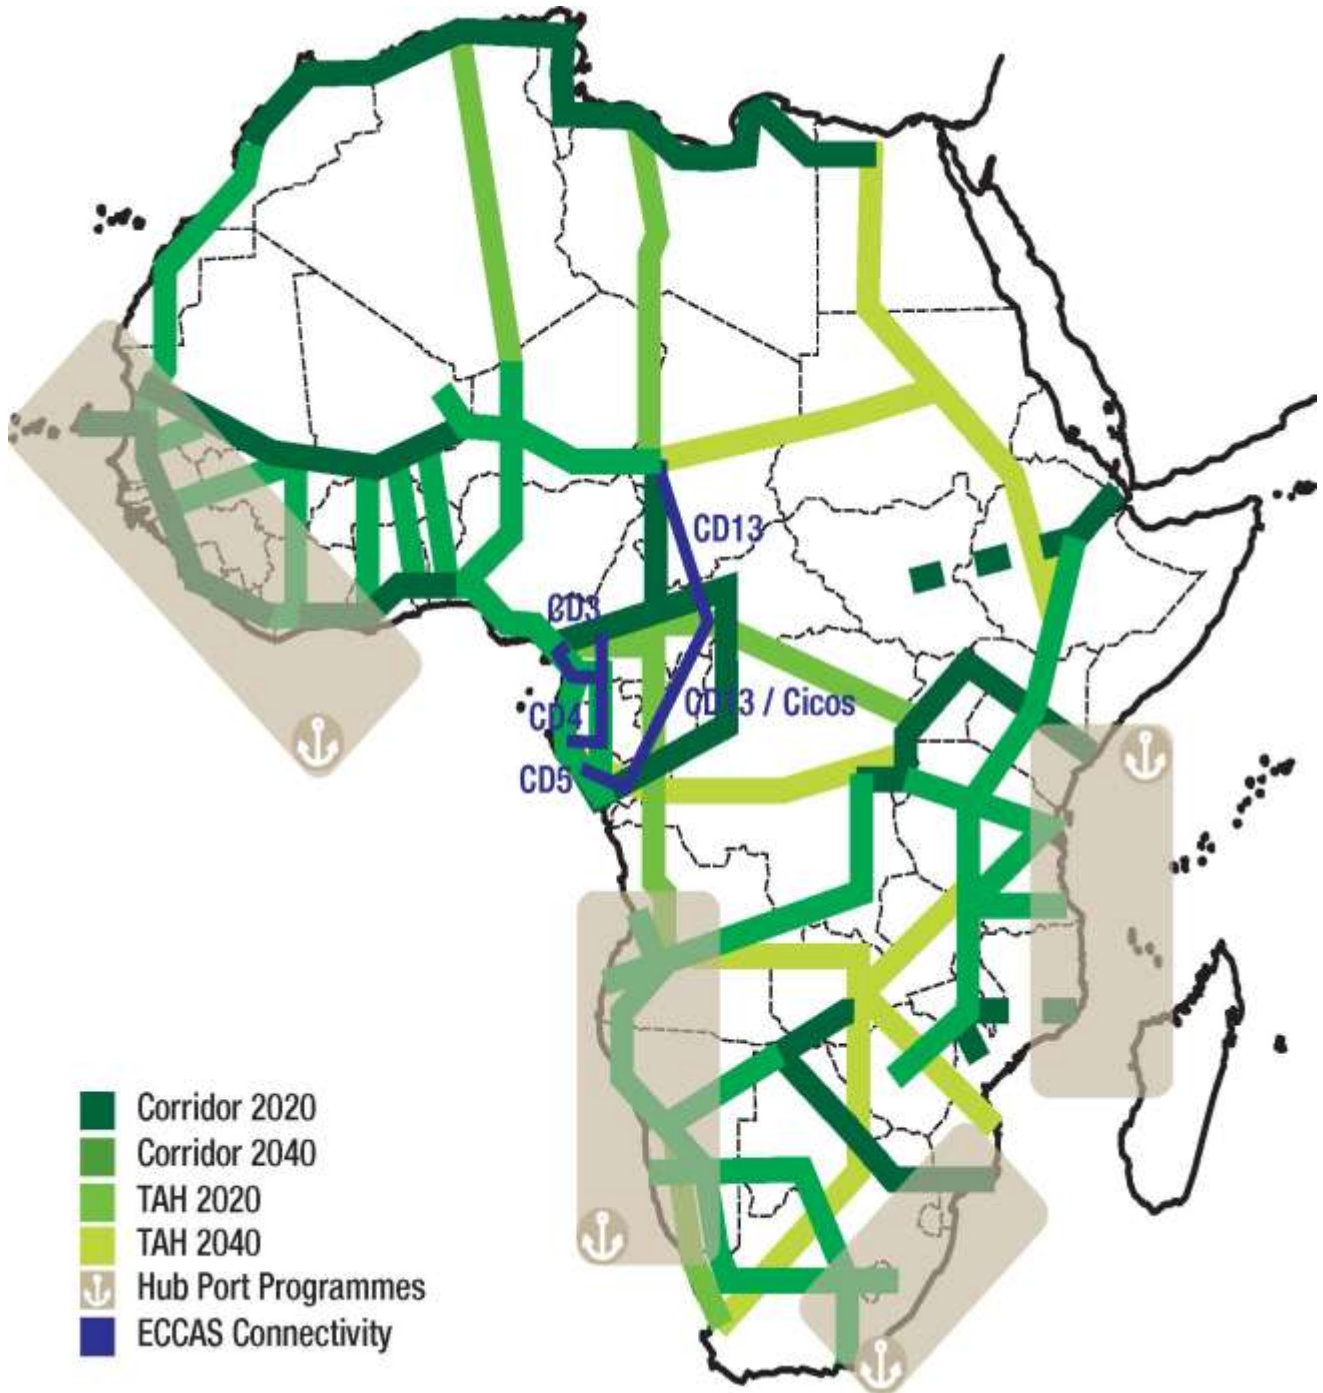 CD13
CD3
CD13 / Cicos
CD4
CD5
Corridor 2020
Corridor 2040
TAH 2020
TAH 2040
Hub Port Programmes
ECCAS Connectivity